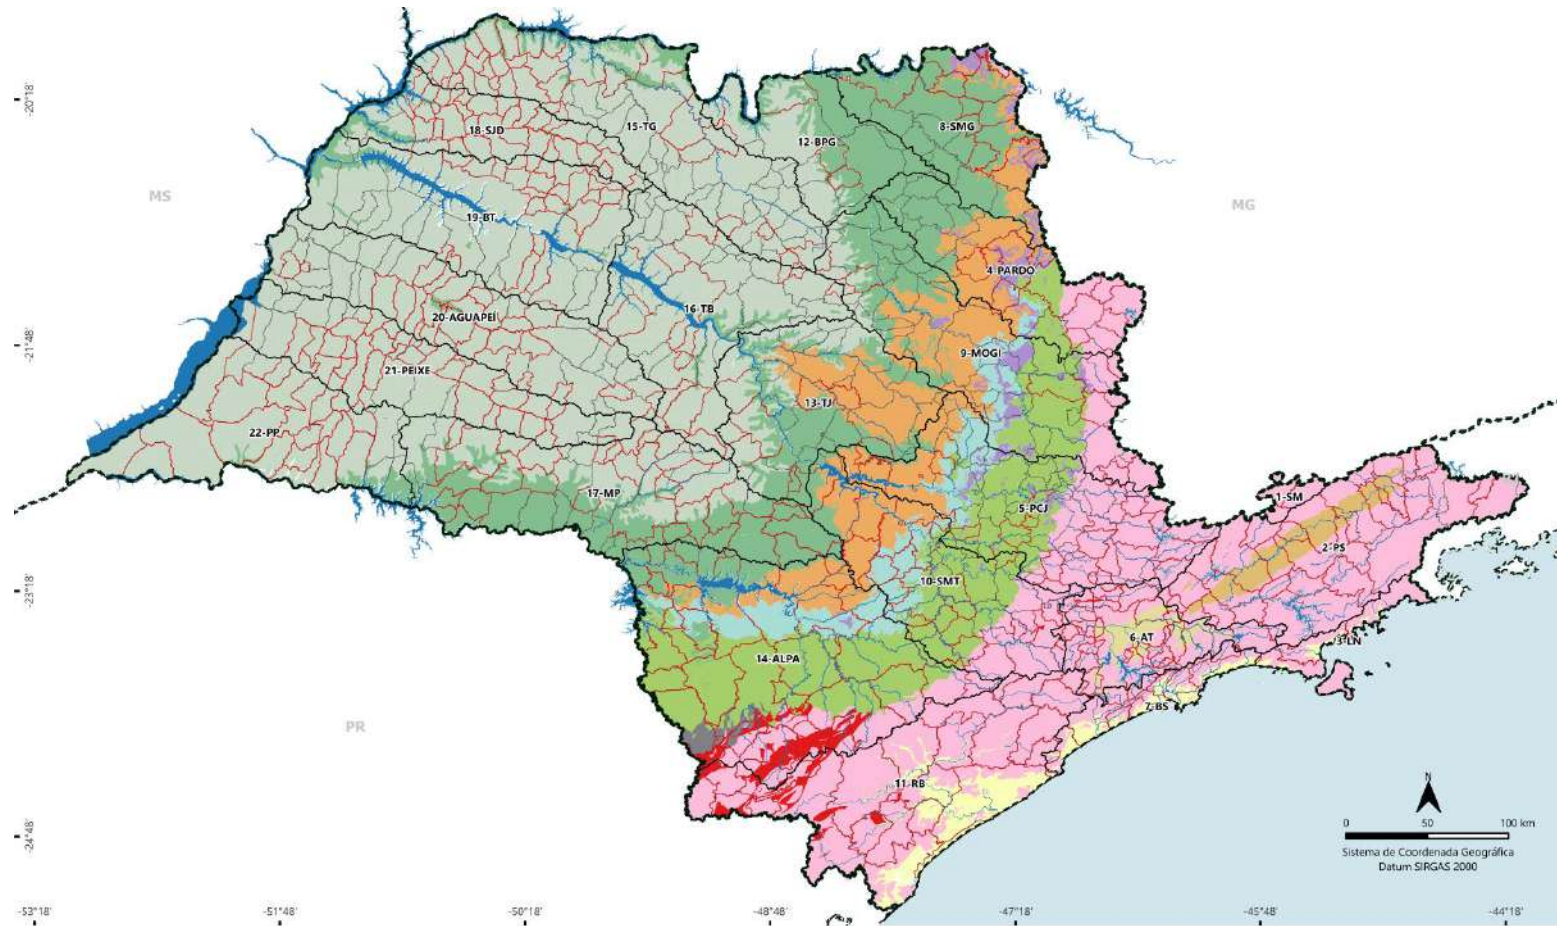 18-SJD
15-TG
8-SMG
12-BPG
MS
MG
19-BT
4-PARDO
16-TB
20-AGUAPEÍ
9-MOGI
21-PEIXE
13-TJ
22-PP
17-MP
1-SM
5-PCJ
2-PS
10-SMT
6-AT
3-LN
14-ALPA
7-BS
PR
11-RB
N
0 50 100 km
Sistema de Coordenada Geográfica
Datum SIRGAS 2000
-20°18'
-21°48'
-23°18'
-24°48'
-53°18' -51°48' -50°18' -48°48' -47°18' -45°48' -44°18'